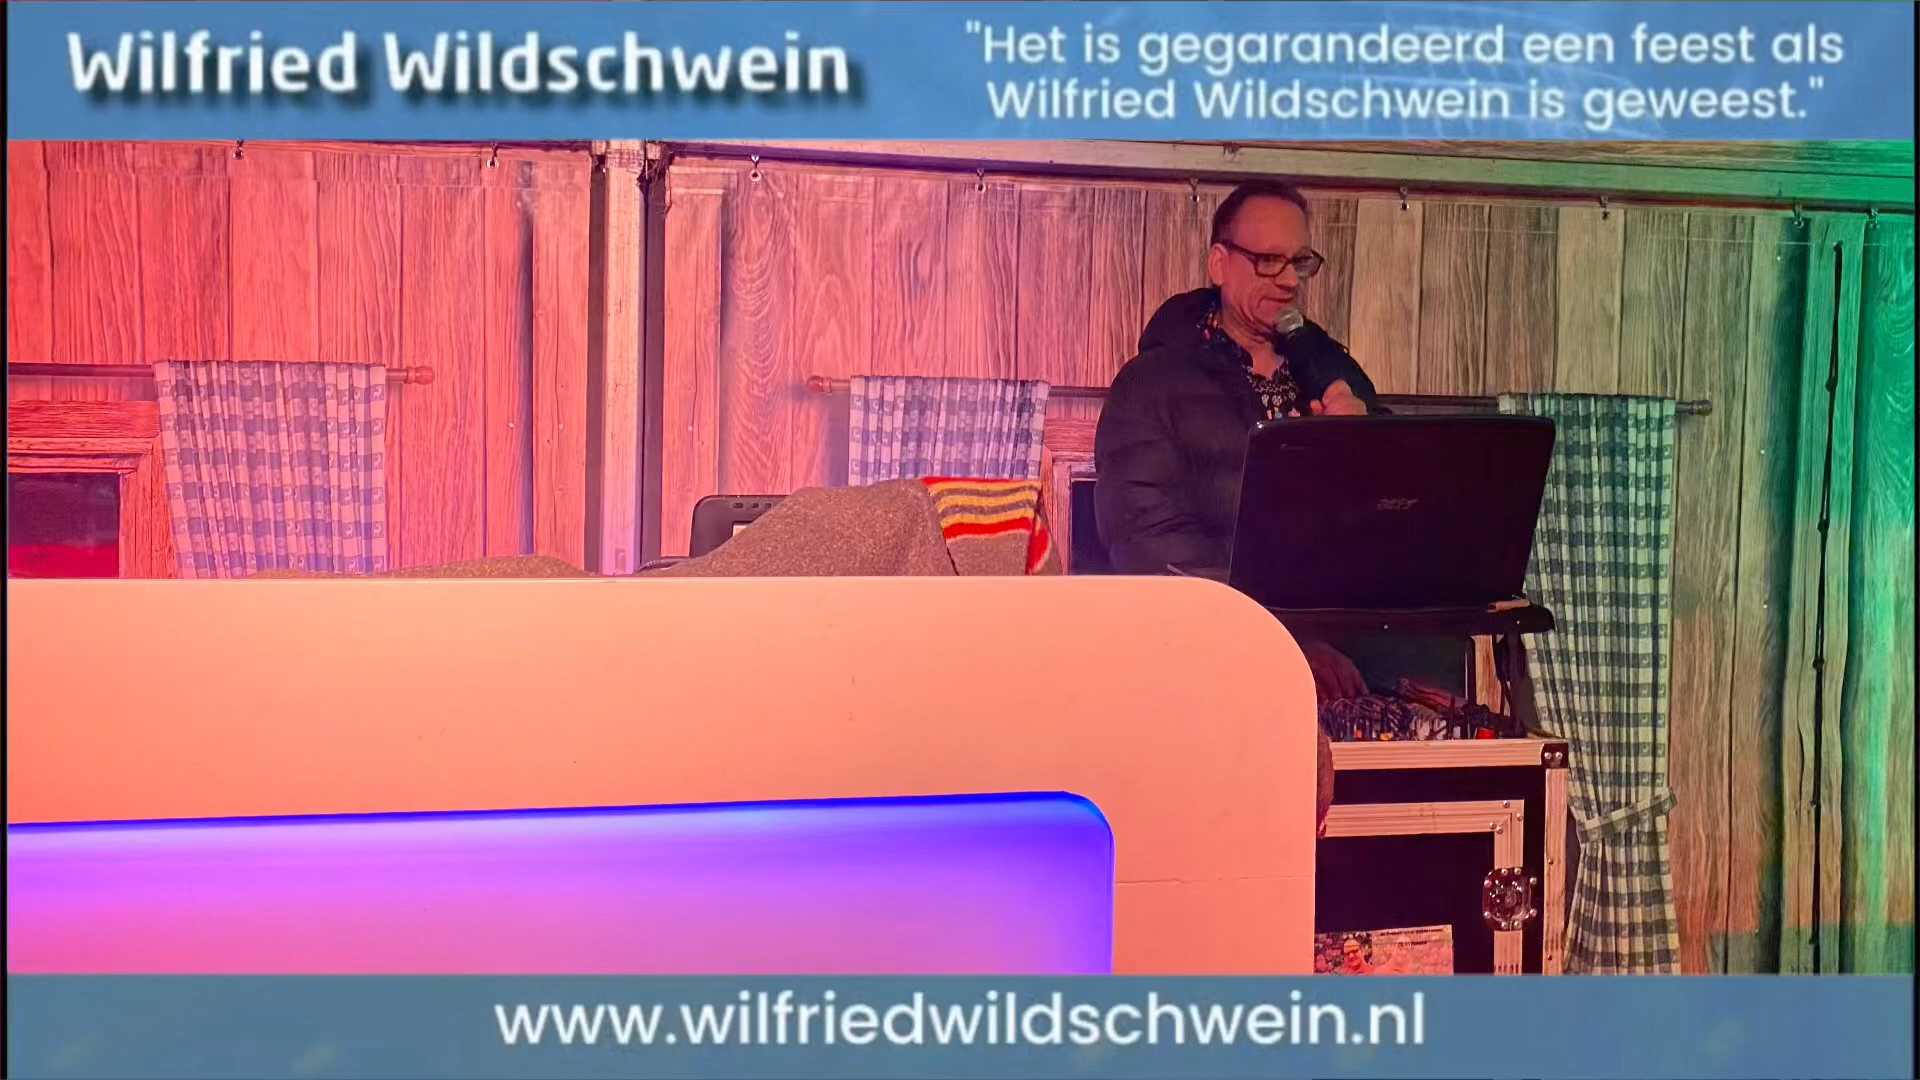 Wilfried Wildschwein
"Het is gegarandeerd een feest als
Wilfried Wildschwein is geweest."
acer
www.wilfriedwildschwein.nl